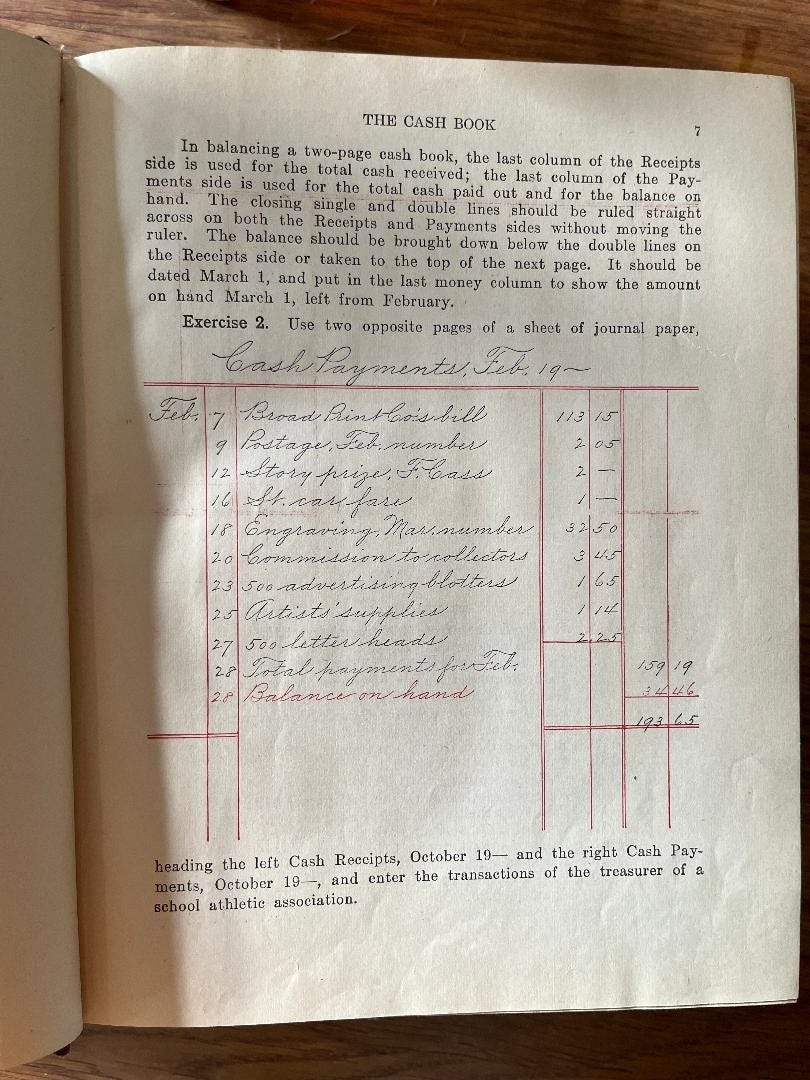 THE CASH BOOK 7
In balancing a two-page cash book, the last column of the Receipts
side is used for the total cash received; the last column of the Pay-
ments side is used for the total cash paid out and for the balance on
hand. The closing single and double lines should be ruled straight
across on both the Receipts and Payments sides without moving the
ruler. The balance should be brought down below the double lines on
the Receipts side or taken to the top of the next page. It should be
dated March 1, and put in the last money column to show the amount
on hand March 1, left from February.
Exercise 2. Use two opposite pages of a sheet of journal paper,
Cash Payments, Feb. 19—
Feb. 7 Broad Print Co's bill 113 15
9 Postage, Feb. number 2 05
12 Story prize, F. Cass 2 —
16 St. car fare 1 —
18 Engraving, Mar. number 32 50
20 Commission to collectors 3 45
23 500 advertising blotters 1 65
25 Artists' supplies 1 14
27 500 letter heads 2 25
28 Total payments for Feb. 159 19
28 Balance on hand 34 46
193 65
heading the left Cash Receipts, October 19— and the right Cash Pay-
ments, October 19—, and enter the transactions of the treasurer of a
school athletic association.